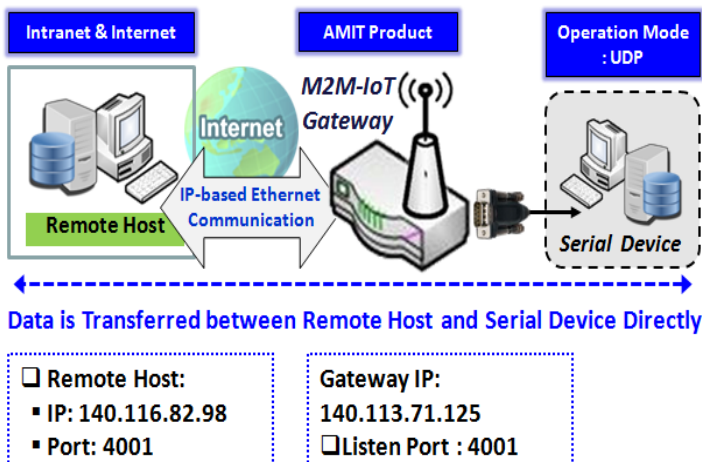 Intranet & Internet
AMIT Product
Operation Mode
: UDP
M2M-IoT
Gateway
Internet
IP-based Ethernet
Communication
Remote Host
Serial Device
Data is Transferred between Remote Host and Serial Device Directly
❑ Remote Host:
▪ IP: 140.116.82.98
▪ Port: 4001
Gateway IP:
140.113.71.125
❑Listen Port : 4001